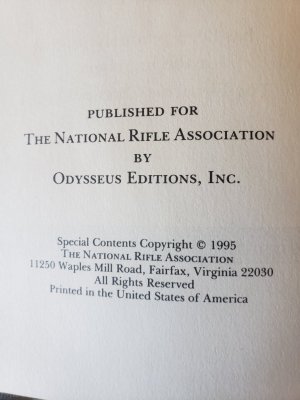 PUBLISHED FOR
THE NATIONAL RIFLE ASSOCIATION
BY
ODYSSEUS EDITIONS, INC.
Special Contents Copyright © 1995
THE NATIONAL RIFLE ASSOCIATION
11250 Waples Mill Road, Fairfax, Virginia 22030
All Rights Reserved
Printed in the United States of America